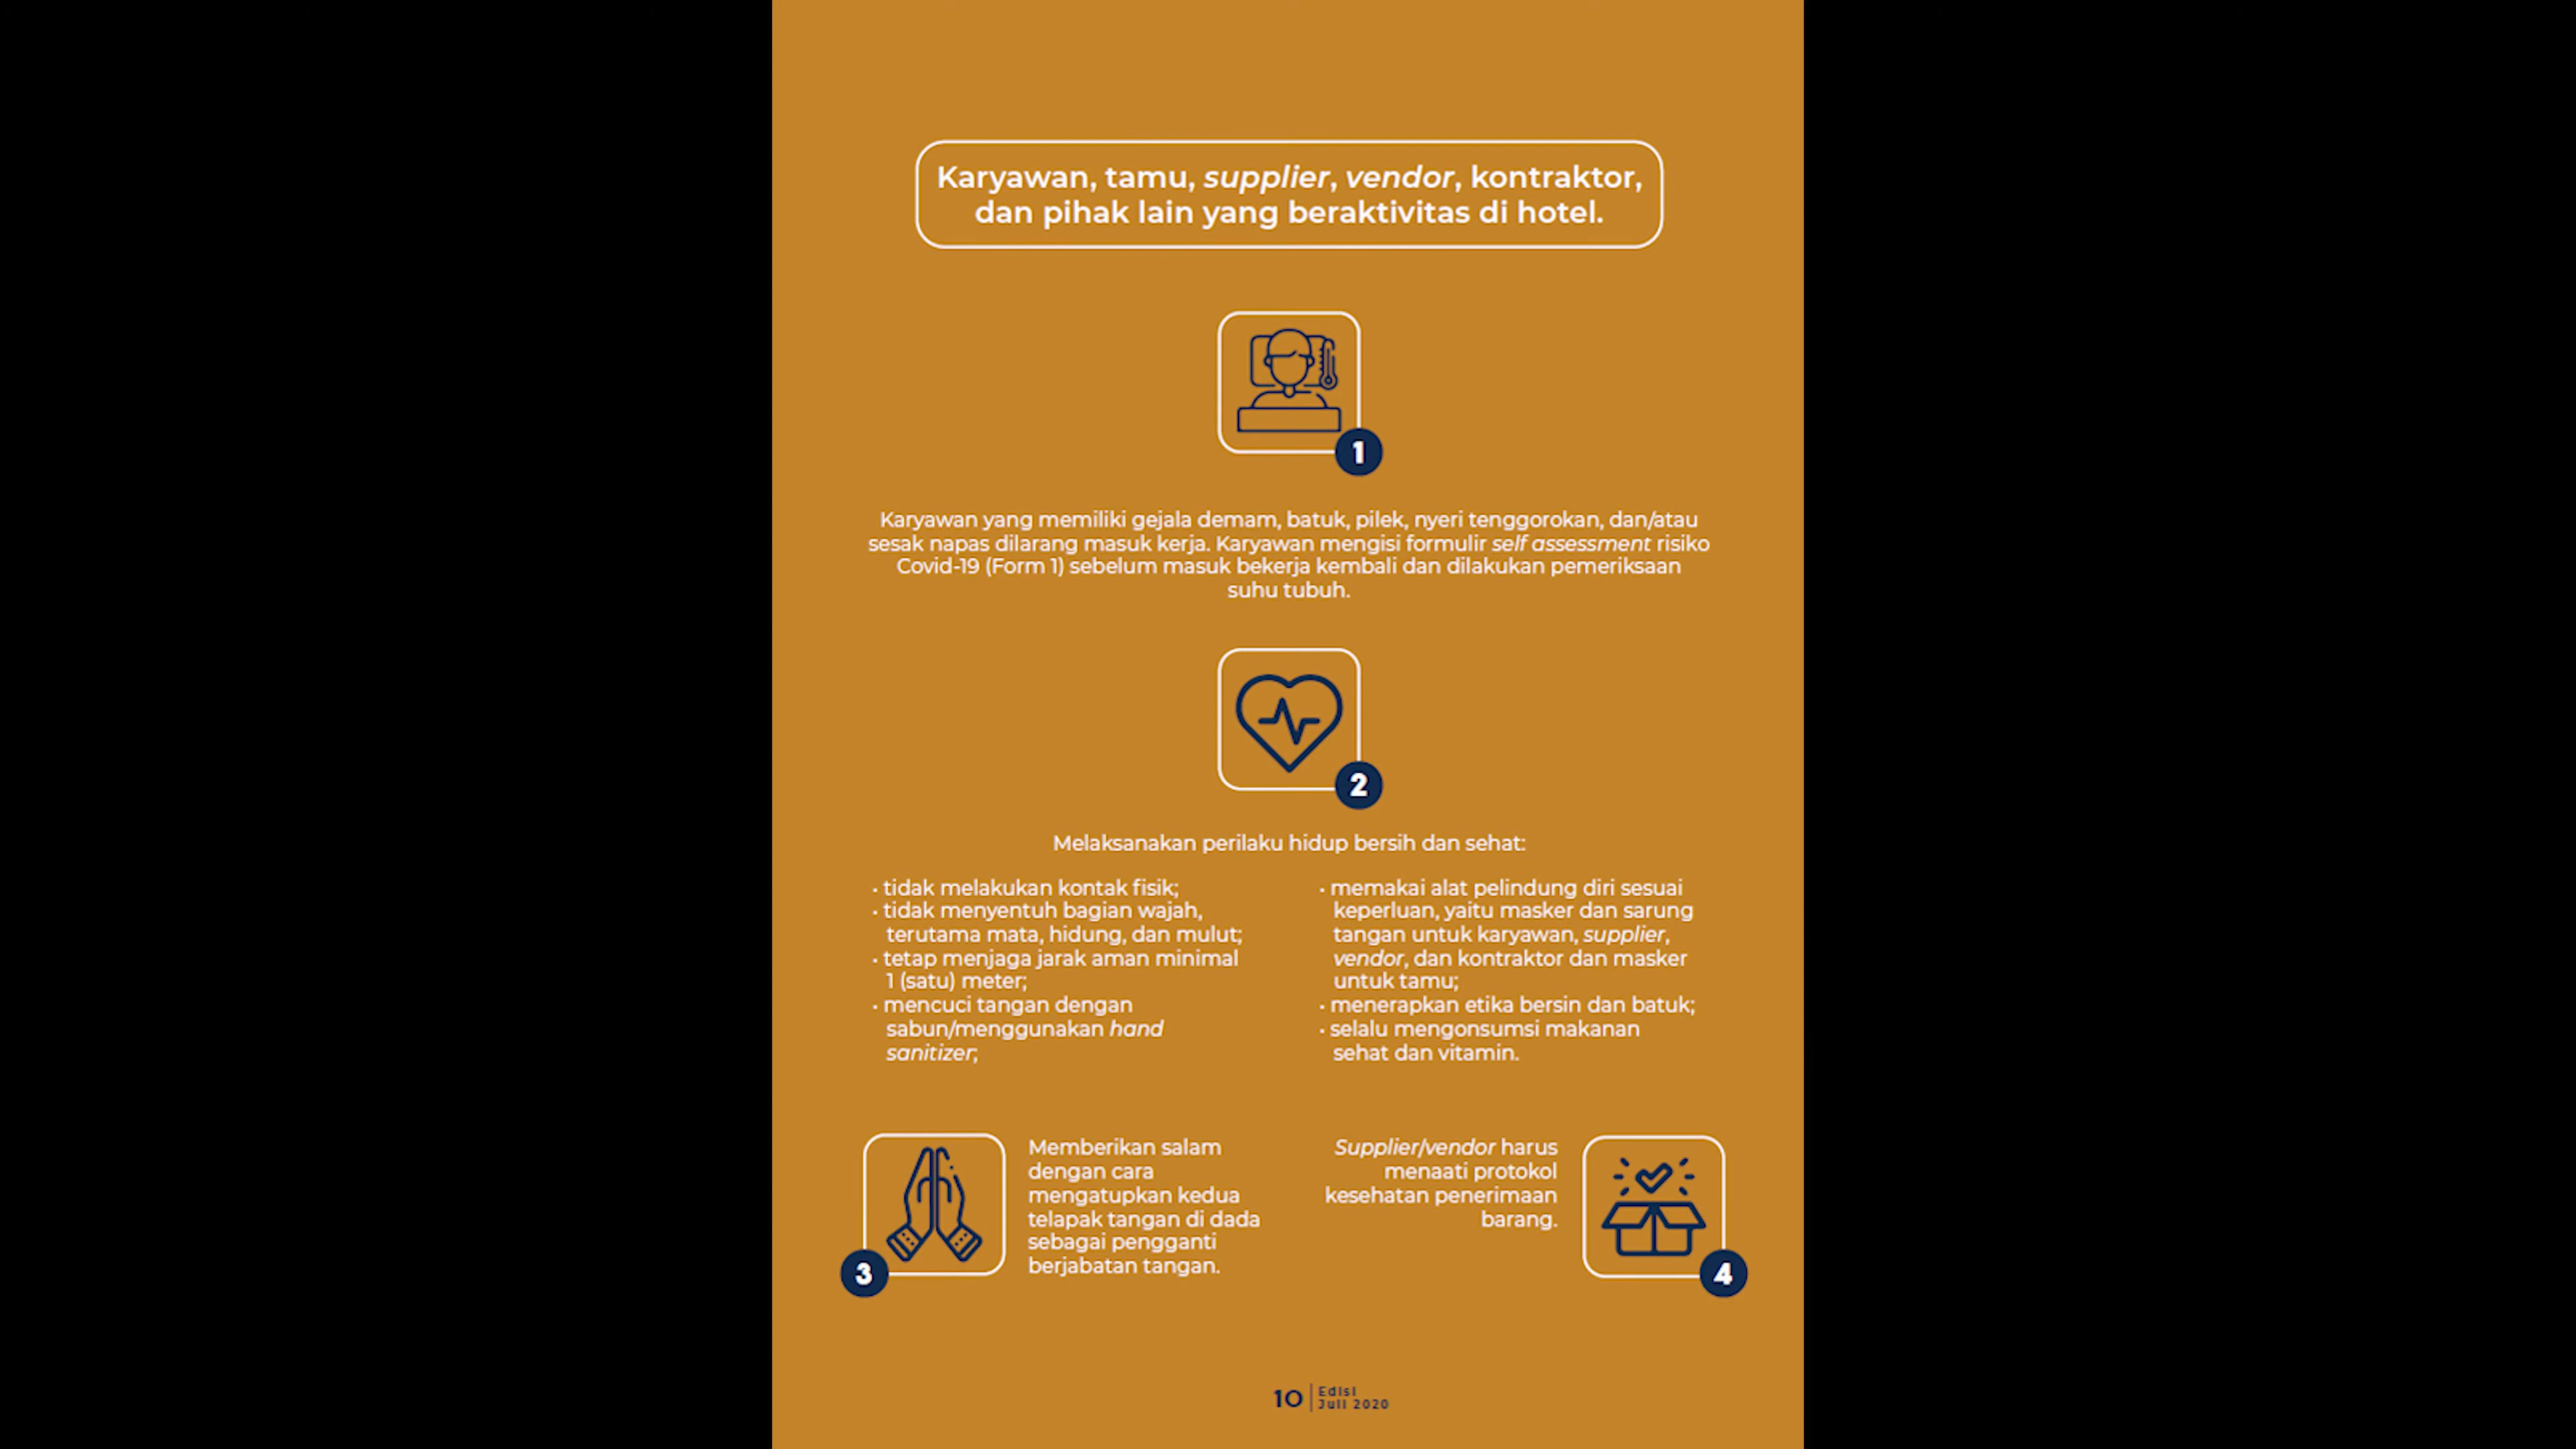 Karyawan, tamu, supplier, vendor, kontraktor,
dan pihak lain yang beraktivitas di hotel.
1
Karyawan yang memiliki gejala demam, batuk, pilek, nyeri tenggorokan, dan/atau
sesak napas dilarang masuk kerja. Karyawan mengisi formulir self assessment risiko
Covid-19 (Form 1) sebelum masuk bekerja kembali dan dilakukan pemeriksaan
suhu tubuh.
2
Melaksanakan perilaku hidup bersih dan sehat:
• tidak melakukan kontak fisik;
• tidak menyentuh bagian wajah,
terutama mata, hidung, dan mulut;
• tetap menjaga jarak aman minimal
1 (satu) meter;
• mencuci tangan dengan
sabun/menggunakan hand
sanitizer;
• memakai alat pelindung diri sesuai
keperluan, yaitu masker dan sarung
tangan untuk karyawan, supplier,
vendor, dan kontraktor dan masker
untuk tamu;
• menerapkan etika bersin dan batuk;
• selalu mengonsumsi makanan
sehat dan vitamin.
3
Memberikan salam
dengan cara
mengatupkan kedua
telapak tangan di dada
sebagai pengganti
berjabatan tangan.
Supplier/vendor harus
menaati protokol
kesehatan penerimaan
barang.
4
10
Edisi
Juli 2020